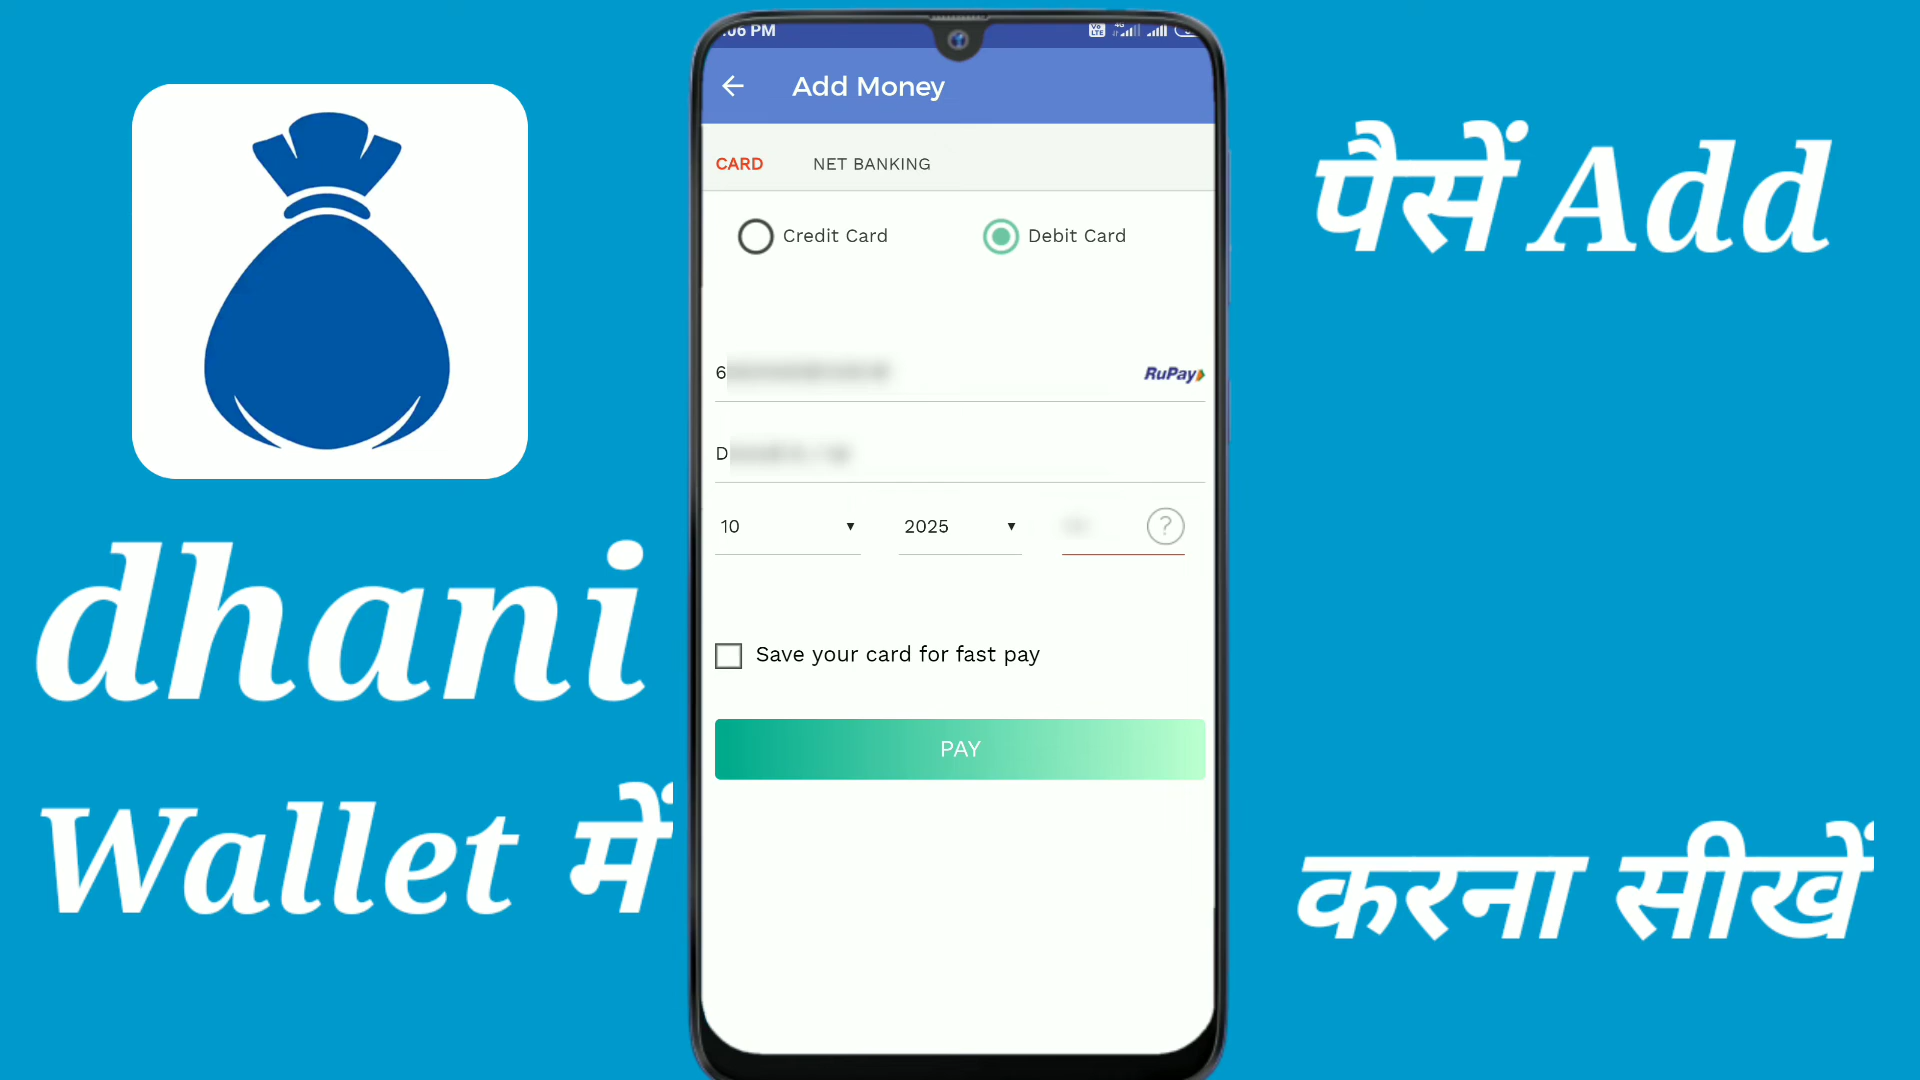 :06 PM
Add Money
CARD
NET BANKING
Credit Card
Debit Card
6
RuPay
D
10
2025
?
Save your card for fast pay
PAY
dhani
Wallet में
पैसें Add
करना सीखें